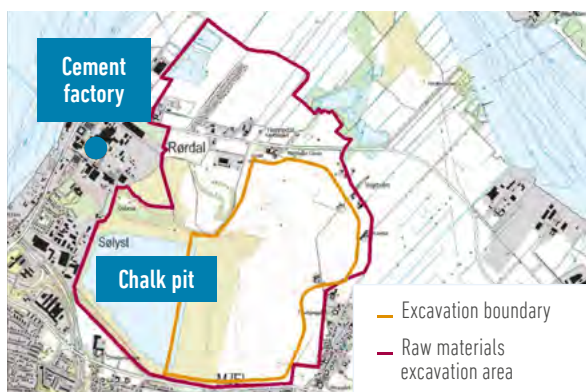 Cement
factory
Rørdal
Sølyst
Chalk pit
Excavation boundary
Raw materials
excavation area